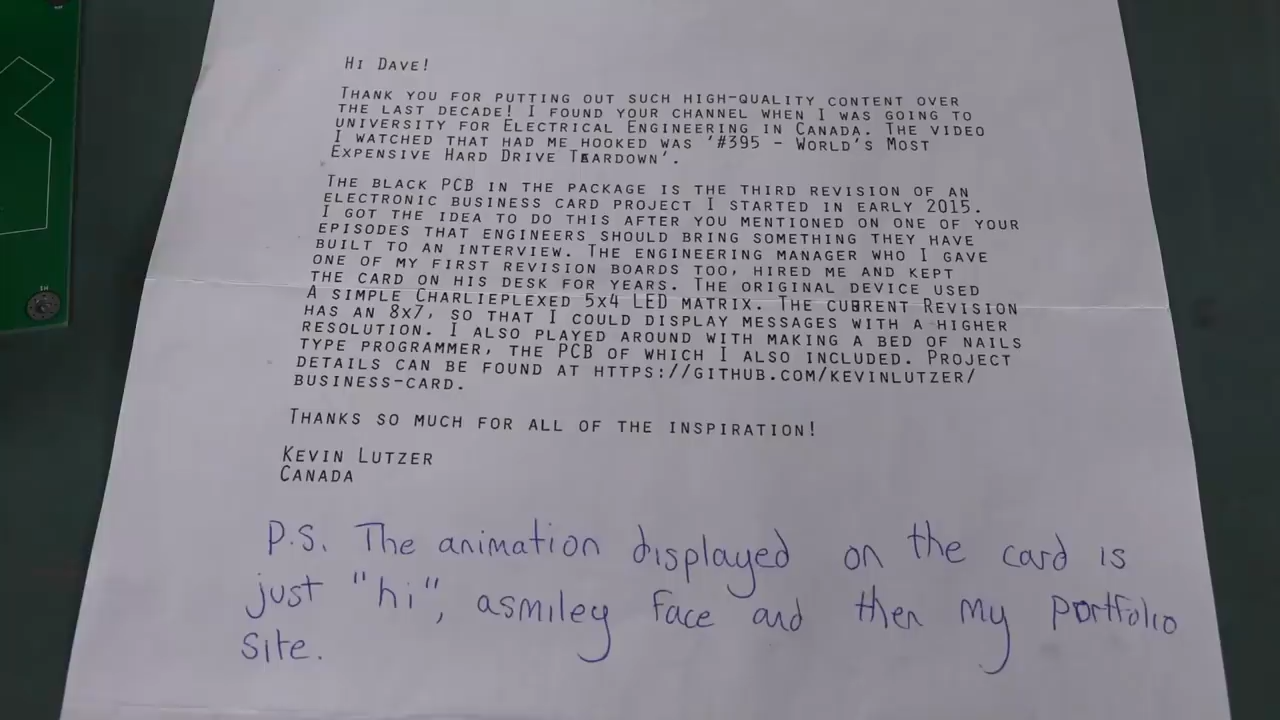 Hi Dave!
Thank you for putting out such high-quality content over
the last decade! I found your channel when I was going to
university for Electrical Engineering in Canada. The video
I watched that had me hooked was '#395 - World's Most
Expensive Hard Drive Teardown'.
The black PCB in the package is the third revision of an
electronic business card project I started in early 2015.
I got the idea to do this after you mentioned on one of your
episodes that engineers should bring something they have
built to an interview. The engineering manager who I gave
one of my first revision boards too, hired me and kept
the card on his desk for years. The original device used
a simple Charlieplexed 5x4 LED matrix. The current Revision
has an 8x7, so that I could display messages with a higher
resolution. I also played around with making a bed of nails
type programmer, the PCB of which I also included. Project
details can be found at https://github.com/kevinlutzer/
business-card.
Thanks so much for all of the inspiration!
Kevin Lutzer
Canada
P.S. The animation displayed on the card is
just "hi", asmiley face and then my portfolio
site.